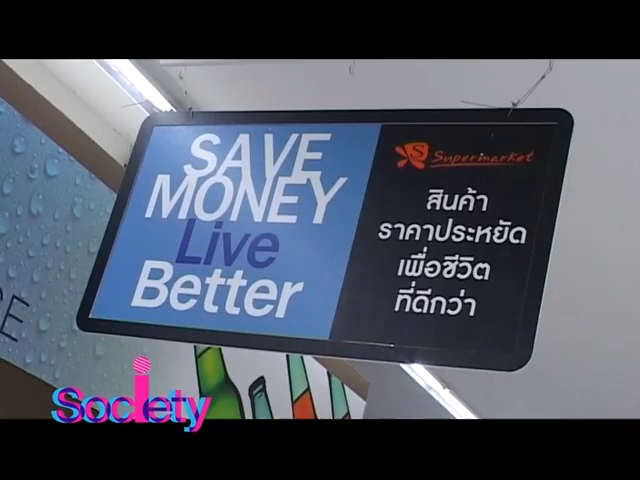 SAVE
MONEY
Live
Better
Supermarket
สินค้า
ราคาประหยัด
เพื่อชีวิต
ที่ดีกว่า
Society